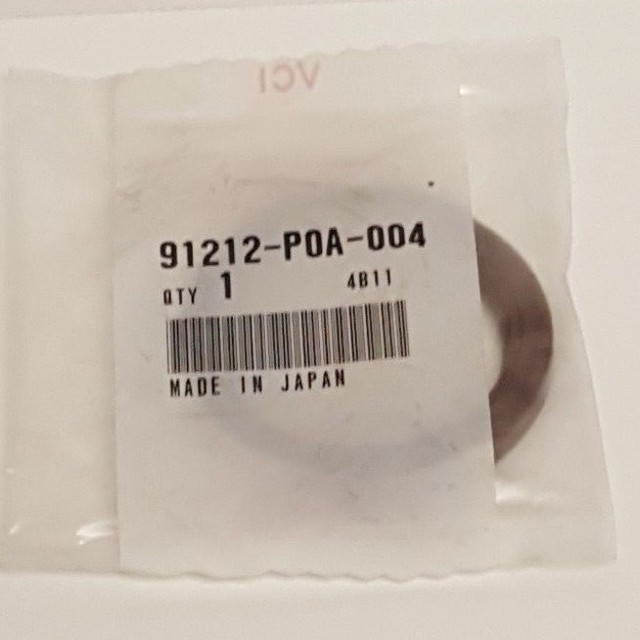 VCI
91212-P0A-004
QTY 1 4B11
MADE IN JAPAN